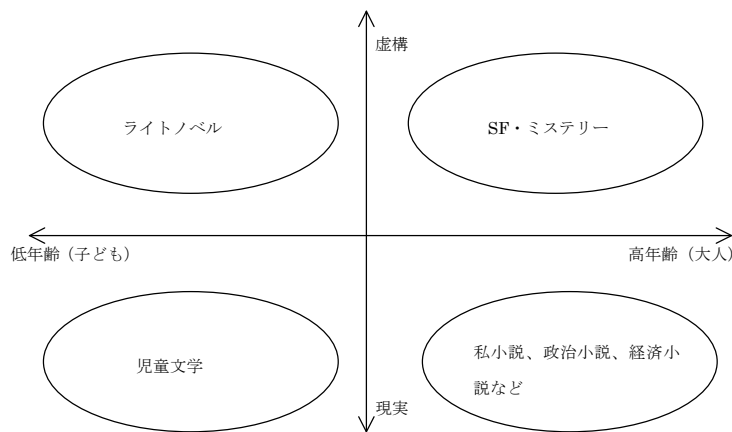 虚構
ライトノベル
SF・ミステリー
低年齢（子ども）
高年齢（大人）
児童文学
私小説、政治小説、経済小
説など
現実